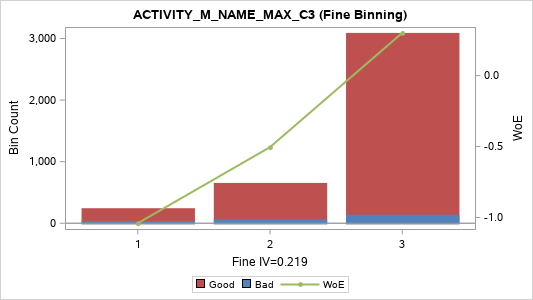 ACTIVITY_M_NAME_MAX_C3 (Fine Binning)
3,000
2,000
1,000
0
Bin Count
0.0
-0.5
-1.0
WoE
1 2 3
Fine IV=0.219
Good Bad WoE